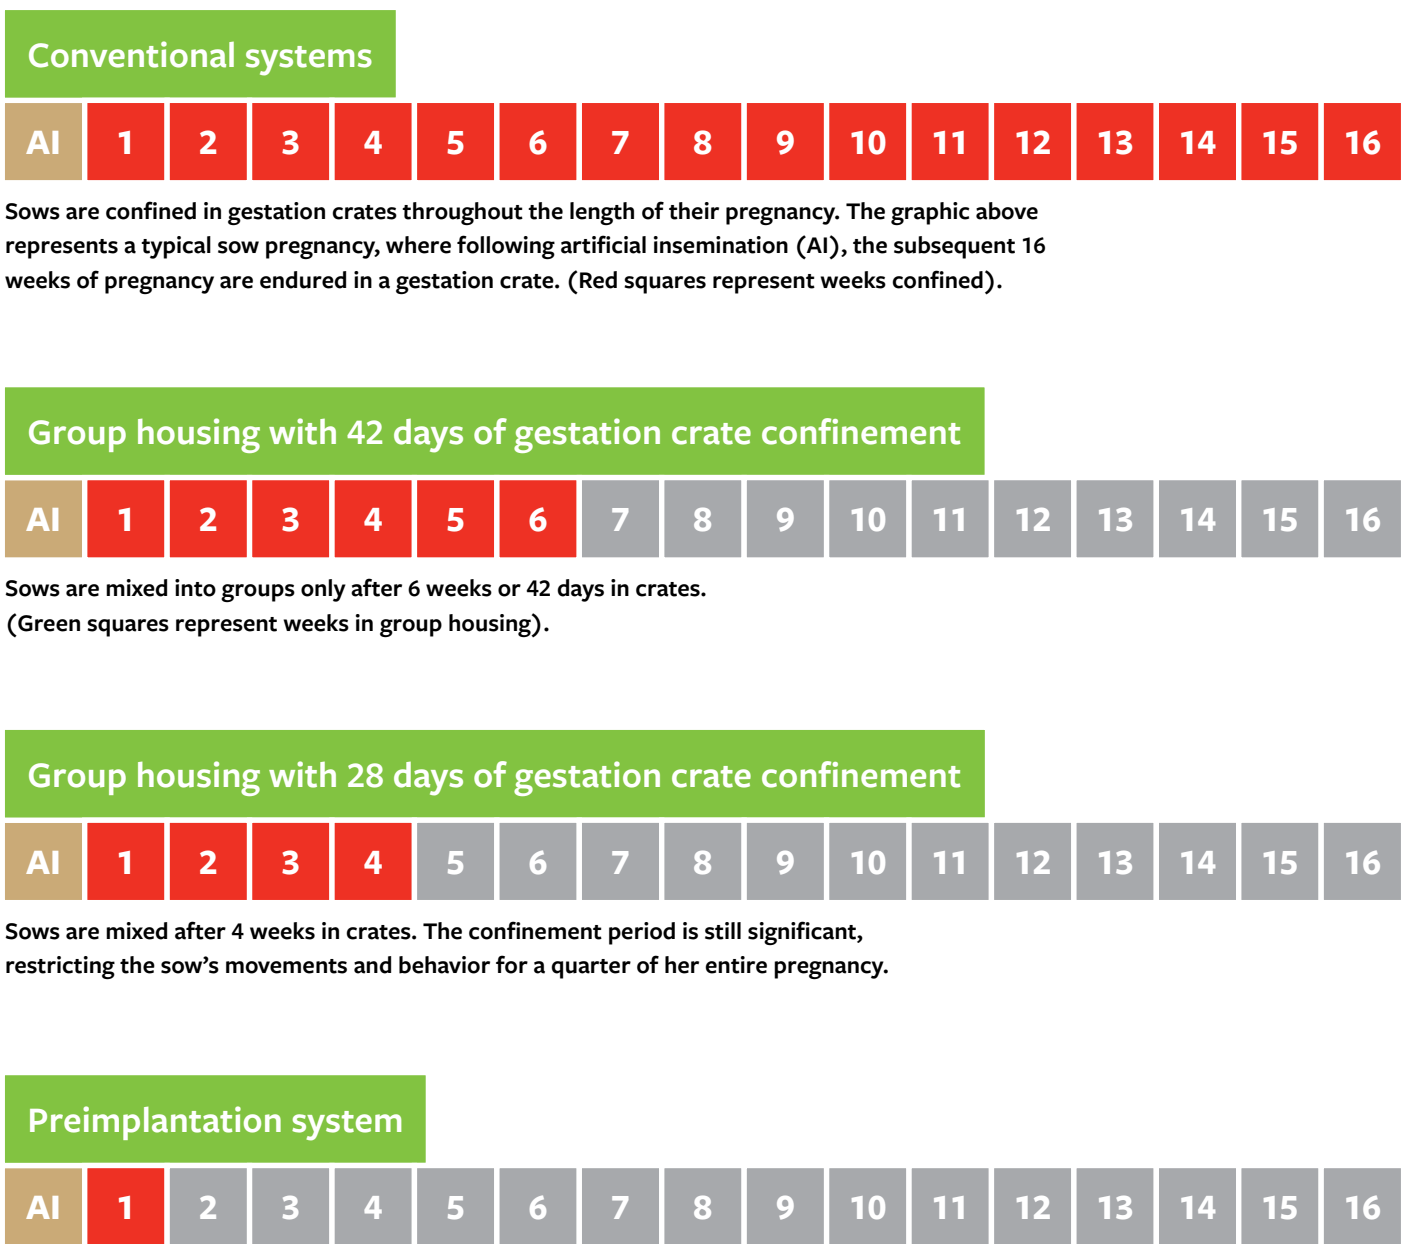 Conventional systems
AI 1 2 3 4 5 6 7 8 9 10 11 12 13 14 15 16
Sows are confined in gestation crates throughout the length of their pregnancy. The graphic above
represents a typical sow pregnancy, where following artificial insemination (AI), the subsequent 16
weeks of pregnancy are endured in a gestation crate. (Red squares represent weeks confined).
Group housing with 42 days of gestation crate confinement
AI 1 2 3 4 5 6 7 8 9 10 11 12 13 14 15 16
Sows are mixed into groups only after 6 weeks or 42 days in crates.
(Green squares represent weeks in group housing).
Group housing with 28 days of gestation crate confinement
AI 1 2 3 4 5 6 7 8 9 10 11 12 13 14 15 16
Sows are mixed after 4 weeks in crates. The confinement period is still significant,
restricting the sow’s movements and behavior for a quarter of her entire pregnancy.
Preimplantation system
AI 1 2 3 4 5 6 7 8 9 10 11 12 13 14 15 16